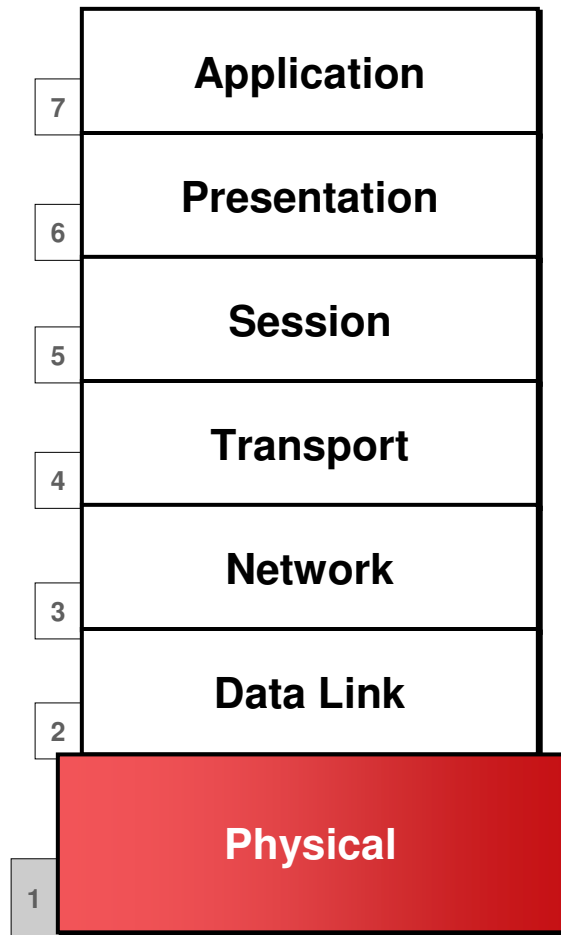 Application
7
Presentation
6
Session
5
Transport
4
Network
3
Data Link
2
Physical
1